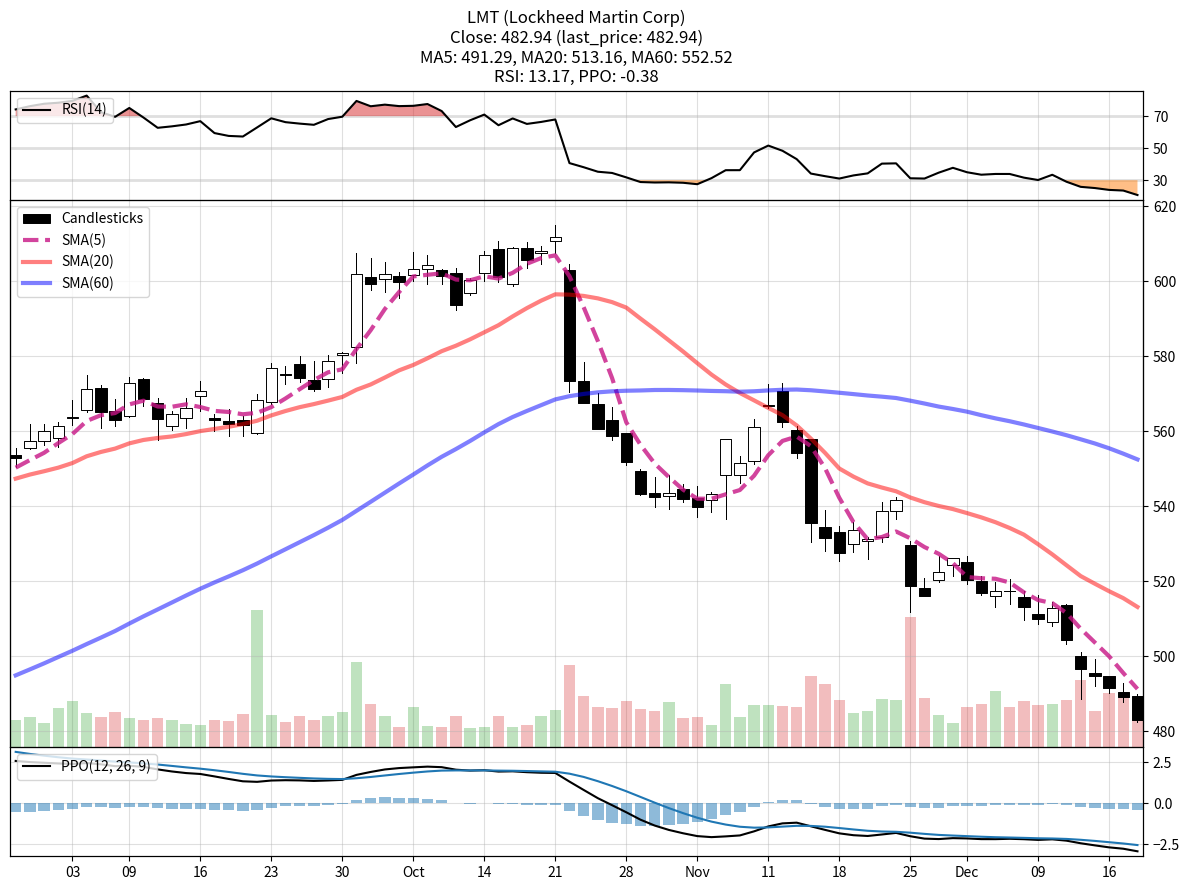 LMT (Lockheed Martin Corp)
Close: 482.94 (last_price: 482.94)
MA5: 491.29, MA20: 513.16, MA60: 552.52
RSI: 13.17, PPO: -0.38
RSI(14)
70
50
30
Candlesticks
SMA(5)
SMA(20)
SMA(60)
620
600
580
560
540
520
500
480
PPO(12, 26, 9)
2.5
0.0
−2.5
03 09 16 23 30 Oct 14 21 28 Nov 11 18 25 Dec 09 16